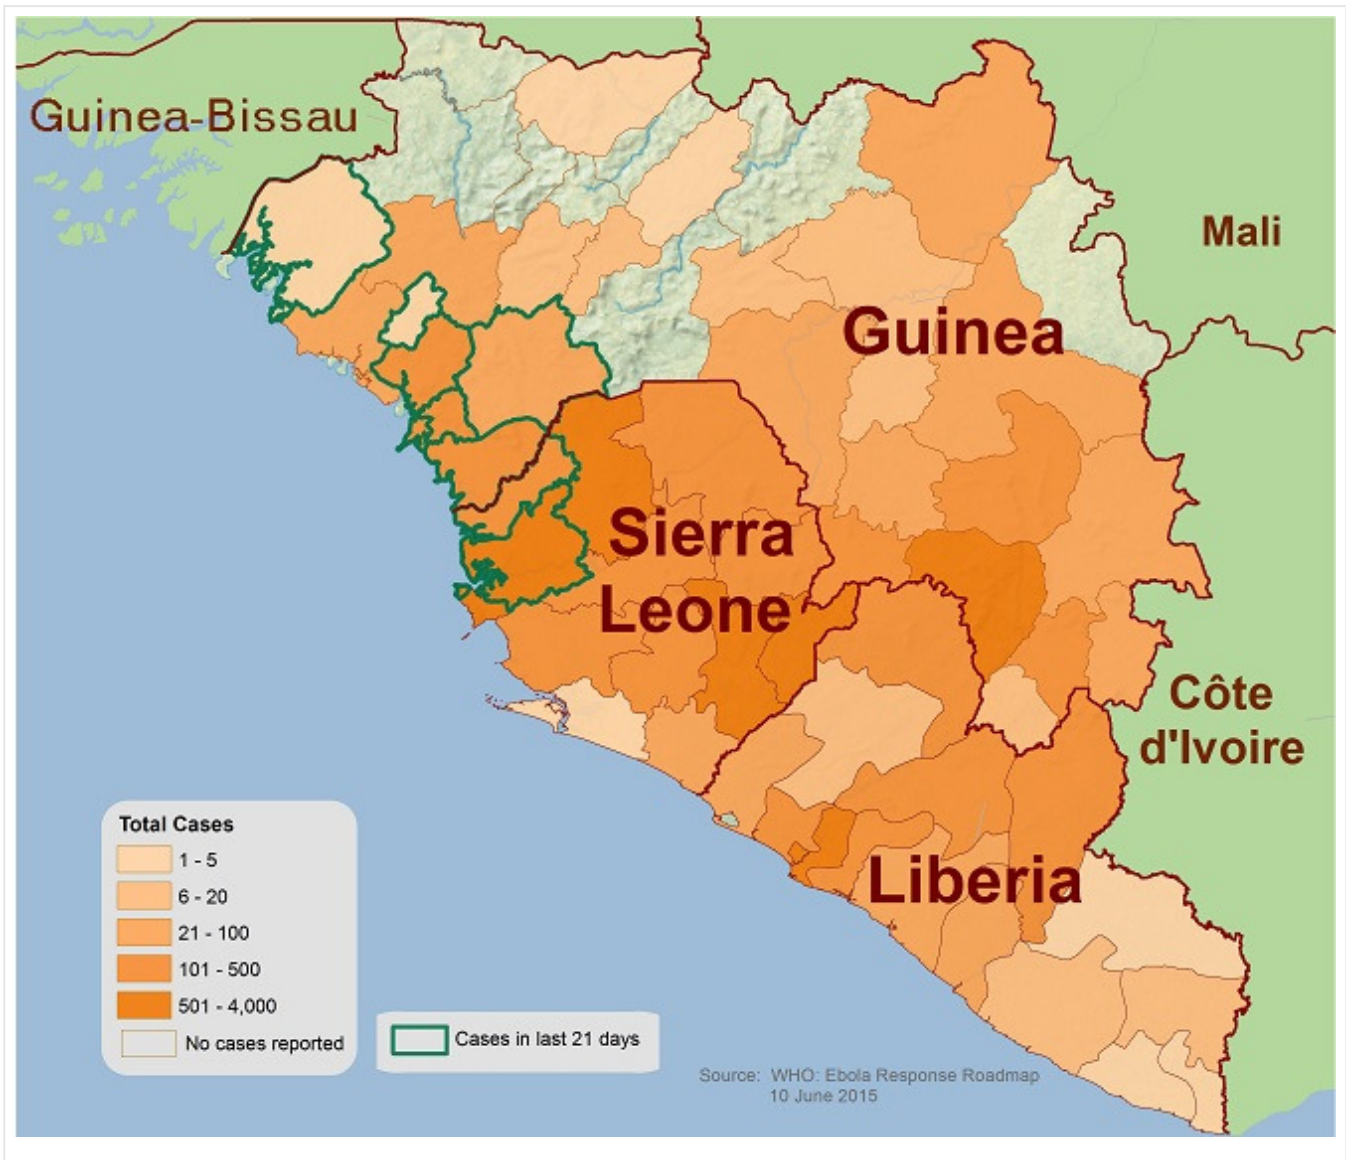 Guinea-Bissau
Mali
Guinea
Sierra
Leone
Côte
d'Ivoire
Liberia
Total Cases
1 - 5
6 - 20
21 - 100
101 - 500
501 - 4,000
No cases reported
Cases in last 21 days
Source: WHO: Ebola Response Roadmap
10 June 2015